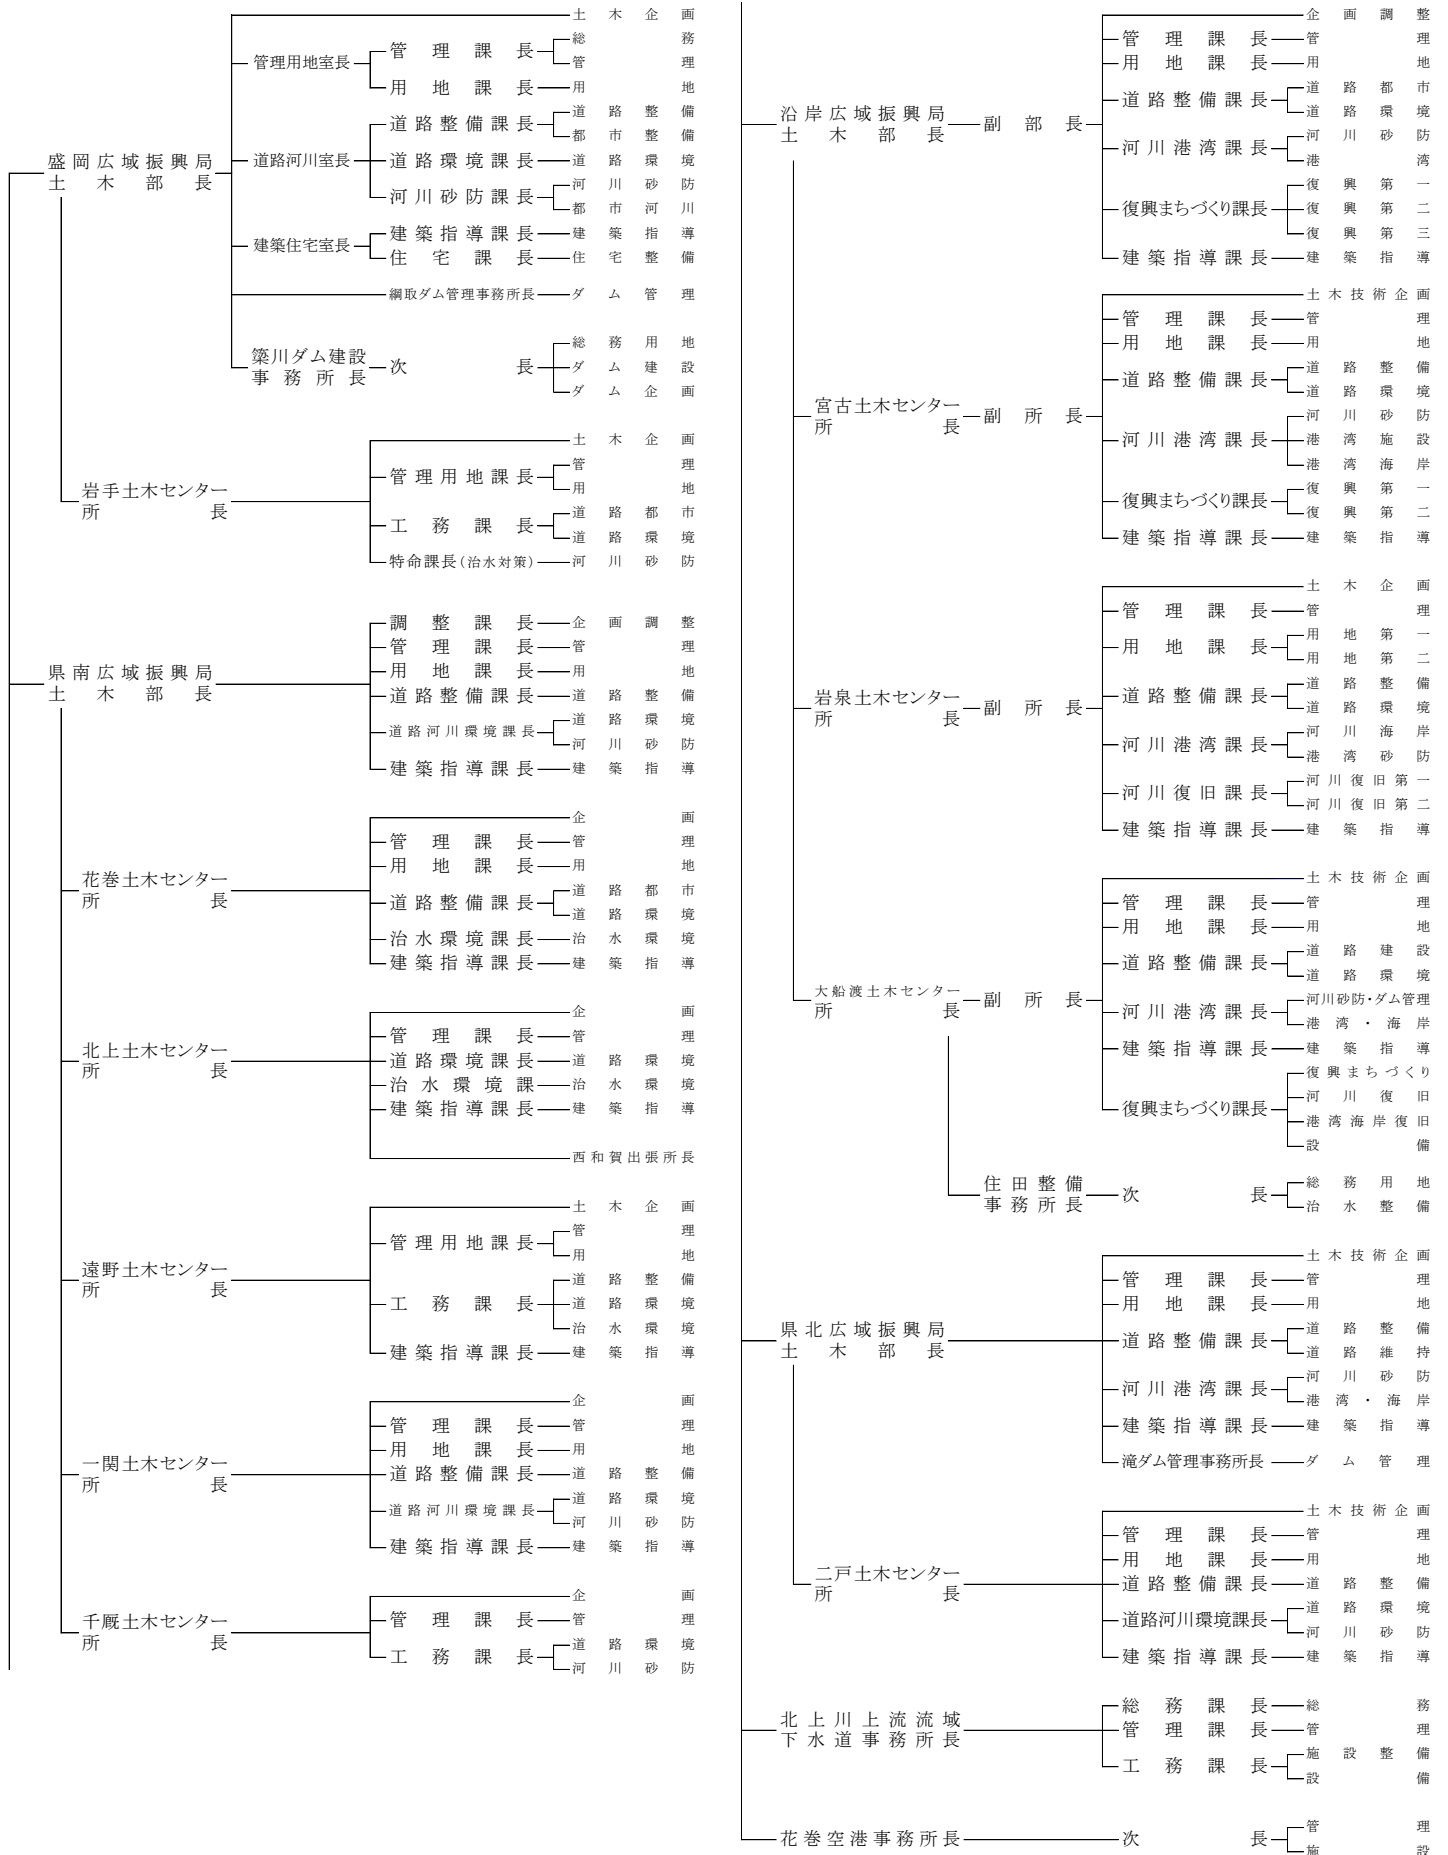 土木企画
総務
管理課長
管理用地室長
管理
用地課長 用地
道路整備
道路整備課長
都市整備
盛岡広域振興局
土木部長
道路河川室長
道路環境課長 道路環境
河川砂防
河川砂防課長
都市河川
建築指導課長 建築指導
建築住宅室長
住宅課長 住宅整備
綱取ダム管理事務所長 ダム管理
総務用地
簗川ダム建設
事務所長
次長
ダム建設
ダム企画
土木企画
管理
管理用地課長
用地
岩手土木センター
所長
道路都市
工務課長
道路環境
特命課長(治水対策) 河川砂防
調整課長 企画調整
管理課長 管理
県南広域振興局
土木部長
用地課長 用地
道路整備課長 道路整備
道路環境
道路河川環境課長
河川砂防
建築指導課長 建築指導
企画
管理課長 管理
用地課長 用地
花巻土木センター
所長
道路都市
道路整備課長
道路環境
治水環境課長 治水環境
建築指導課長 建築指導
企画
管理課長 管理
北上土木センター
所長
道路環境課長 道路環境
治水環境課 治水環境
建築指導課長 建築指導
西和賀出張所長
土木企画
管理
管理用地課長
用地
遠野土木センター
所長
道路整備
工務課長 道路環境
治水環境
建築指導課長 建築指導
企画
管理課長 管理
用地課長 用地
一関土木センター
所長
道路整備課長 道路整備
道路環境
道路河川環境課長
河川砂防
建築指導課長 建築指導
企画
千厩土木センター
所長
管理課長 管理
道路環境
工務課長
河川砂防
企画調整
管理課長 管理
用地課長 用地
沿岸広域振興局
土木部長
副部長
道路都市
道路整備課長
道路環境
河川砂防
河川港湾課長
港湾
復興第一
復興まちづくり課長 復興第二
復興第三
建築指導課長 建築指導
土木技術企画
管理課長 管理
用地課長 用地
道路整備
道路整備課長
道路環境
宮古土木センター
所長
副所長
河川砂防
河川港湾課長 港湾施設
港湾海岸
復興第一
復興まちづくり課長
復興第二
建築指導課長 建築指導
土木企画
管理課長 管理
用地第一
用地課長
用地第二
岩泉土木センター
所長
副所長
道路整備
道路整備課長
道路環境
河川海岸
河川港湾課長
港湾砂防
河川復旧第一
河川復旧課長
河川復旧第二
建築指導課長 建築指導
土木技術企画
管理課長 管理
用地課長 用地
道路建設
道路整備課長
道路環境
大船渡土木センター
所長
副所長
河川砂防・ダム管理
河川港湾課長
港湾・海岸
建築指導課長 建築指導
復興まちづくり
河川復旧
復興まちづくり課長
港湾海岸復旧
設備
住田整備
事務所長
次長
総務用地
治水整備
土木技術企画
管理課長 管理
用地課長 用地
県北広域振興局
土木部長
道路整備
道路整備課長
道路維持
河川砂防
河川港湾課長
港湾・海岸
建築指導課長 建築指導
滝ダム管理事務所長 ダム管理
土木技術企画
管理課長 管理
用地課長 用地
二戸土木センター
所長
道路整備課長 道路整備
道路環境
道路河川環境課長
河川砂防
建築指導課長 建築指導
北上川上流流域
下水道事務所長
総務課長 総務
管理課長 管理
施設整備
工務課長
設備
花巻空港事務所長 次長
管理
施設